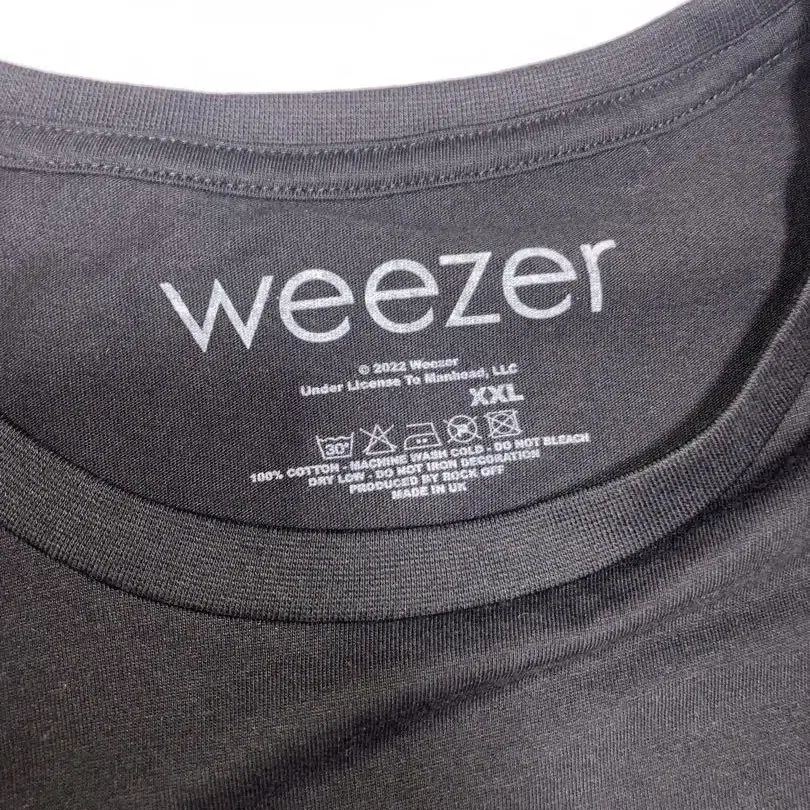 weezer
© 2022 Weezer
Under License To Manhead, LLC
XXL
30°
100% COTTON - MACHINE WASH COLD - DO NOT BLEACH
DRY LOW - DO NOT IRON DECORATION
PRODUCED BY ROCK OFF
MADE IN UK